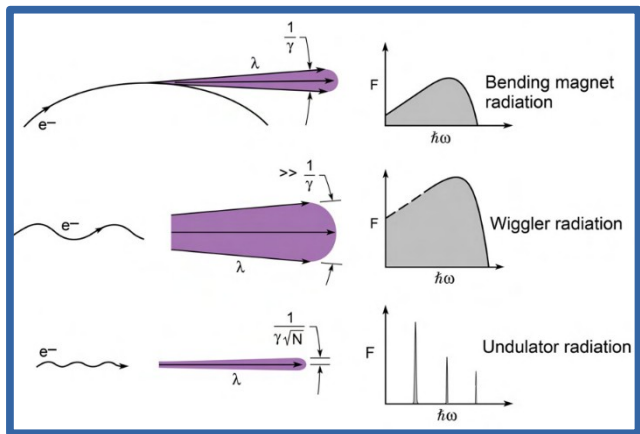 1
γ
λ
e–
F
ħω
Bending magnet
radiation
>> 1
γ
e–
λ
F
ħω
Wiggler radiation
1
γ√N
e–
λ
F
ħω
Undulator radiation